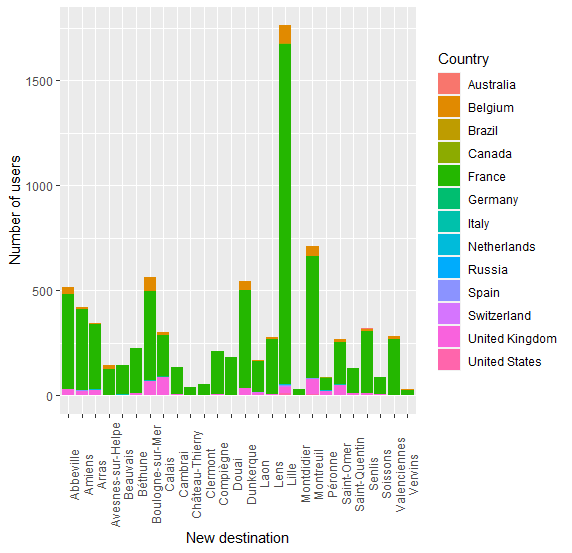 Number of users
1500
1000
500
0
Abbeville
Amiens
Arras
Avesnes-sur-Helpe
Beauvais
Béthune
Boulogne-sur-Mer
Calais
Cambrai
Château-Thierry
Clermont
Compiègne
Douai
Dunkerque
Laon
Lens
Lille
Montdidier
Montreuil
Péronne
Saint-Omer
Saint-Quentin
Senlis
Soissons
Valenciennes
Vervins
New destination
Country
Australia
Belgium
Brazil
Canada
France
Germany
Italy
Netherlands
Russia
Spain
Switzerland
United Kingdom
United States